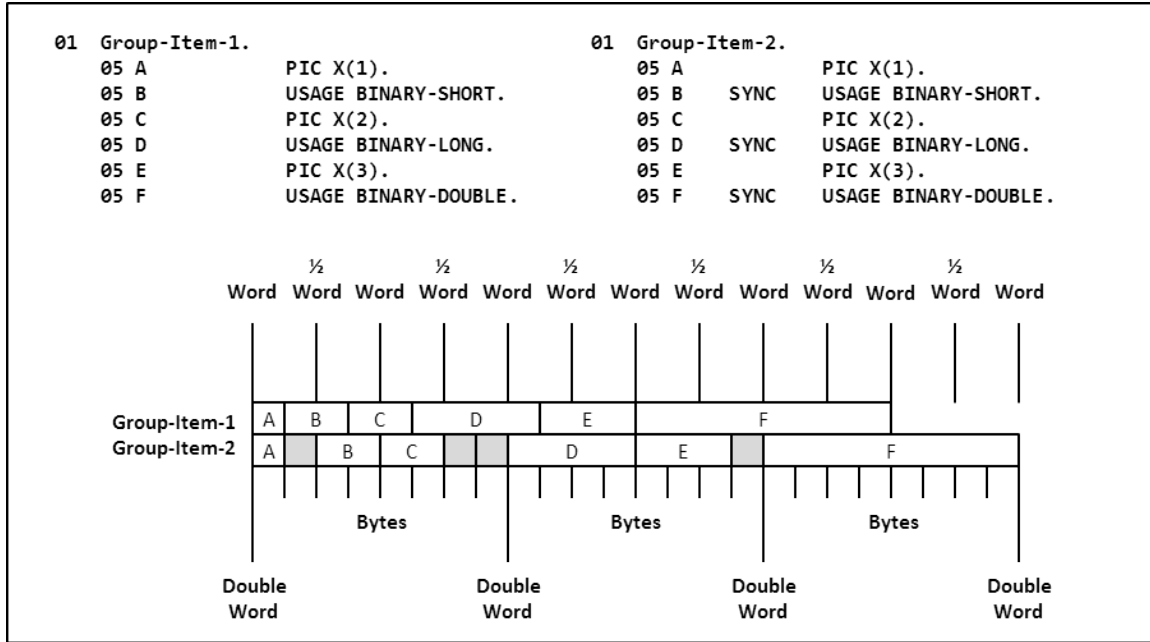 01 Group-Item-1.
05 A PIC X(1).
05 B USAGE BINARY-SHORT.
05 C PIC X(2).
05 D USAGE BINARY-LONG.
05 E PIC X(3).
05 F USAGE BINARY-DOUBLE.
01 Group-Item-2.
05 A PIC X(1).
05 B SYNC USAGE BINARY-SHORT.
05 C PIC X(2).
05 D SYNC USAGE BINARY-LONG.
05 E PIC X(3).
05 F SYNC USAGE BINARY-DOUBLE.
½ ½ ½ ½ ½ ½
Word Word Word Word Word Word Word Word Word Word Word Word Word
Group-Item-1 A B C D E F
Group-Item-2 A B C D E F
Bytes Bytes Bytes
Double Double Double Double
Word Word Word Word